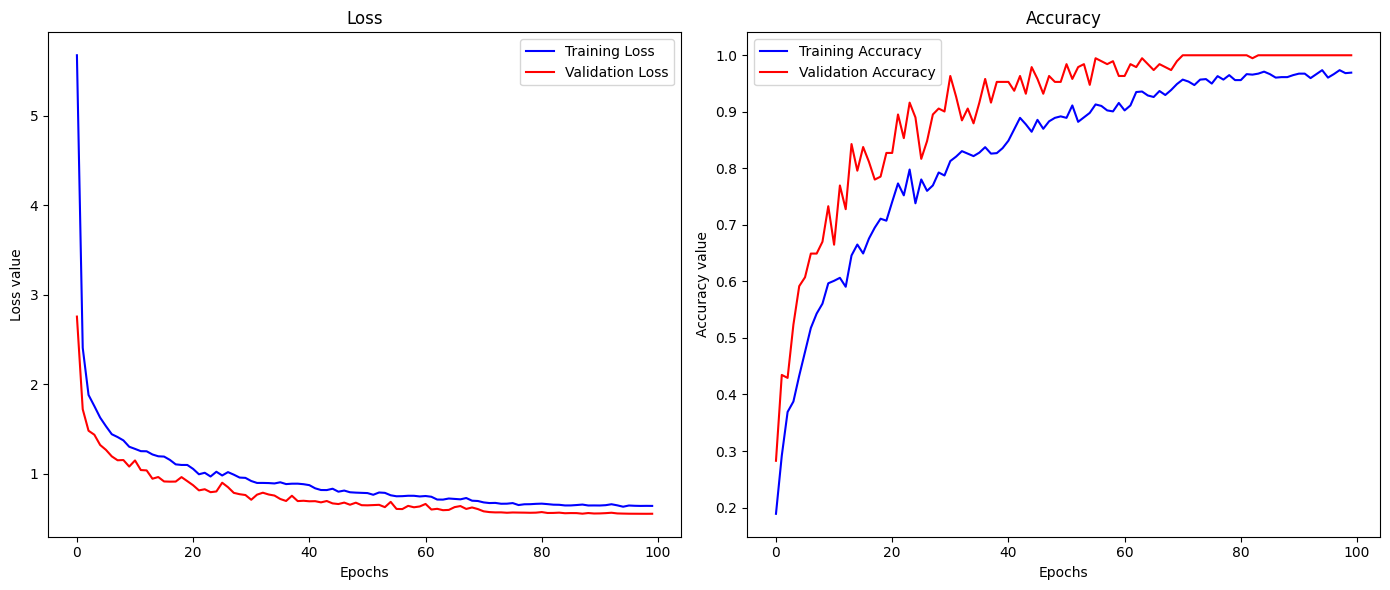 Loss
Loss value
5
4
3
2
1
0
20
40
60
80
100
Epochs
Training Loss
Validation Loss
Accuracy
Accuracy value
1.0
0.9
0.8
0.7
0.6
0.5
0.4
0.3
0.2
0
20
40
60
80
100
Epochs
Training Accuracy
Validation Accuracy